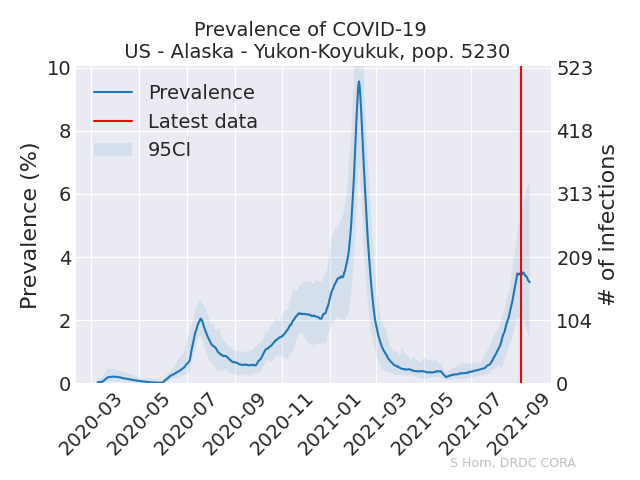 Prevalence of COVID-19
US - Alaska - Yukon-Koyukuk, pop. 5230
Prevalence (%)
10
8
6
4
2
0
Prevalence
Latest data
95CI
523
418
313
209
104
0
# of infections
2020-03
2020-05
2020-07
2020-09
2020-11
2021-01
2021-03
2021-05
2021-07
2021-09
S Horn, DRDC CORA